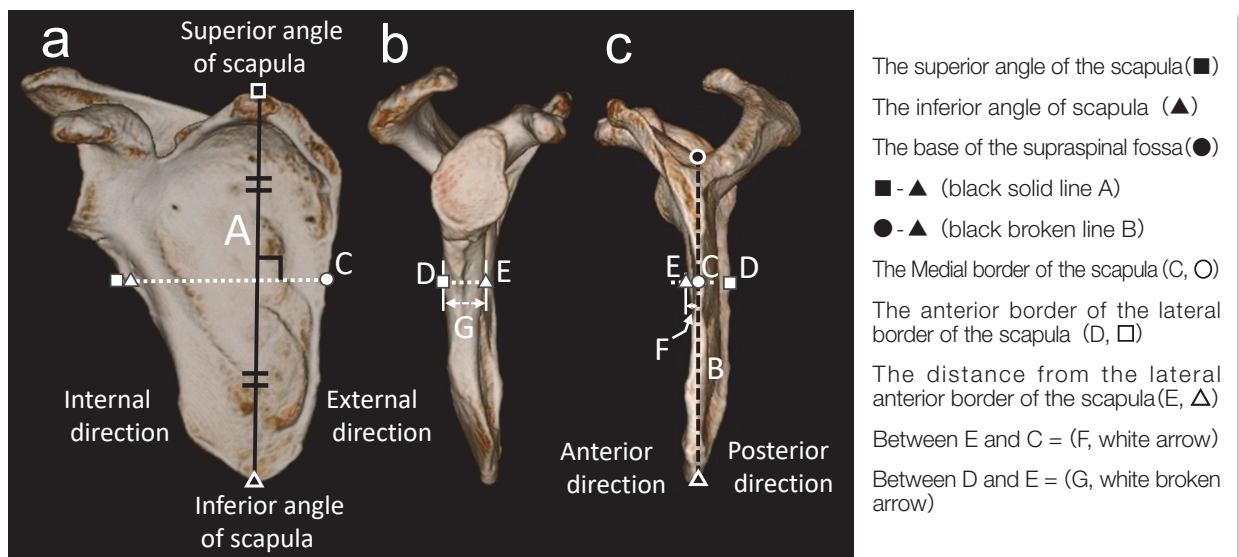 a
Superior angle
of scapula
A
C
Internal
direction
External
direction
Inferior angle
of scapula
b
D
E
G
c
E
C
D
F
B
Anterior
direction
Posterior
direction
The superior angle of the scapula(■)
The inferior angle of scapula (▲)
The base of the supraspinal fossa(●)
■ - ▲ (black solid line A)
● - ▲ (black broken line B)
The Medial border of the scapula (C, ○)
The anterior border of the lateral
border of the scapula (D, □)
The distance from the lateral
anterior border of the scapula(E, △)
Between E and C = (F, white arrow)
Between D and E = (G, white broken
arrow)